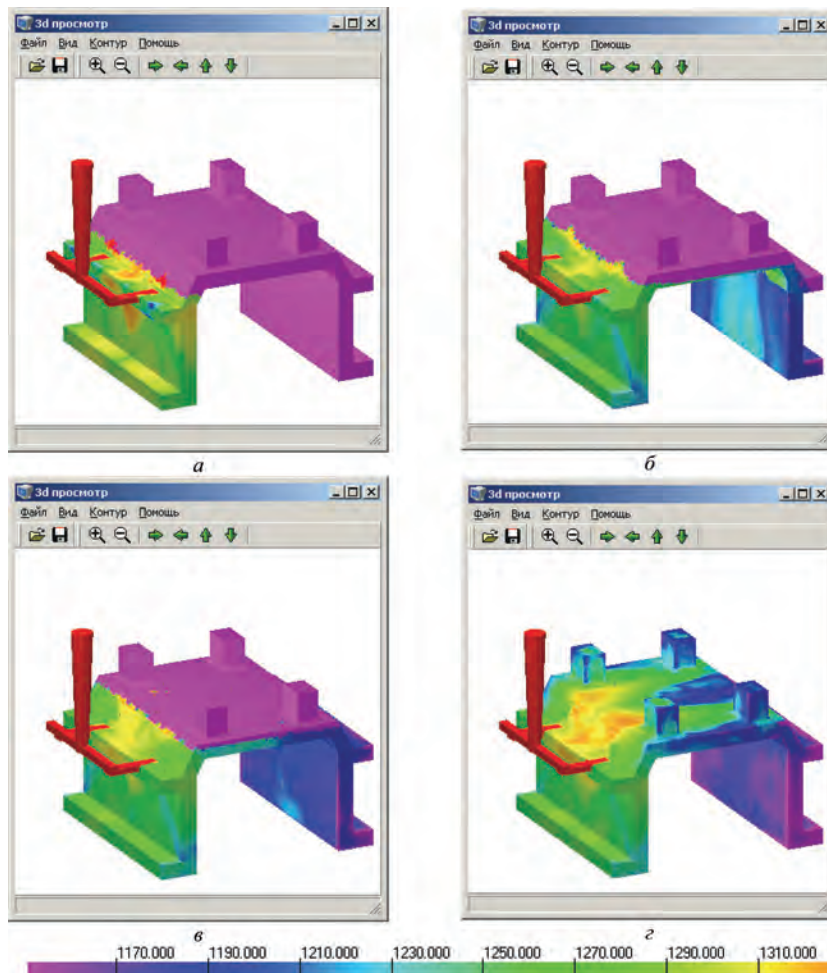 3d просмотр
Файл Вид Контур Помощь
3d просмотр
Файл Вид Контур Помощь
а
б
3d просмотр
Файл Вид Контур Помощь
3d просмотр
Файл Вид Контур Помощь
в
г
1170.000 1190.000 1210.000 1230.000 1250.000 1270.000 1290.000 1310.000